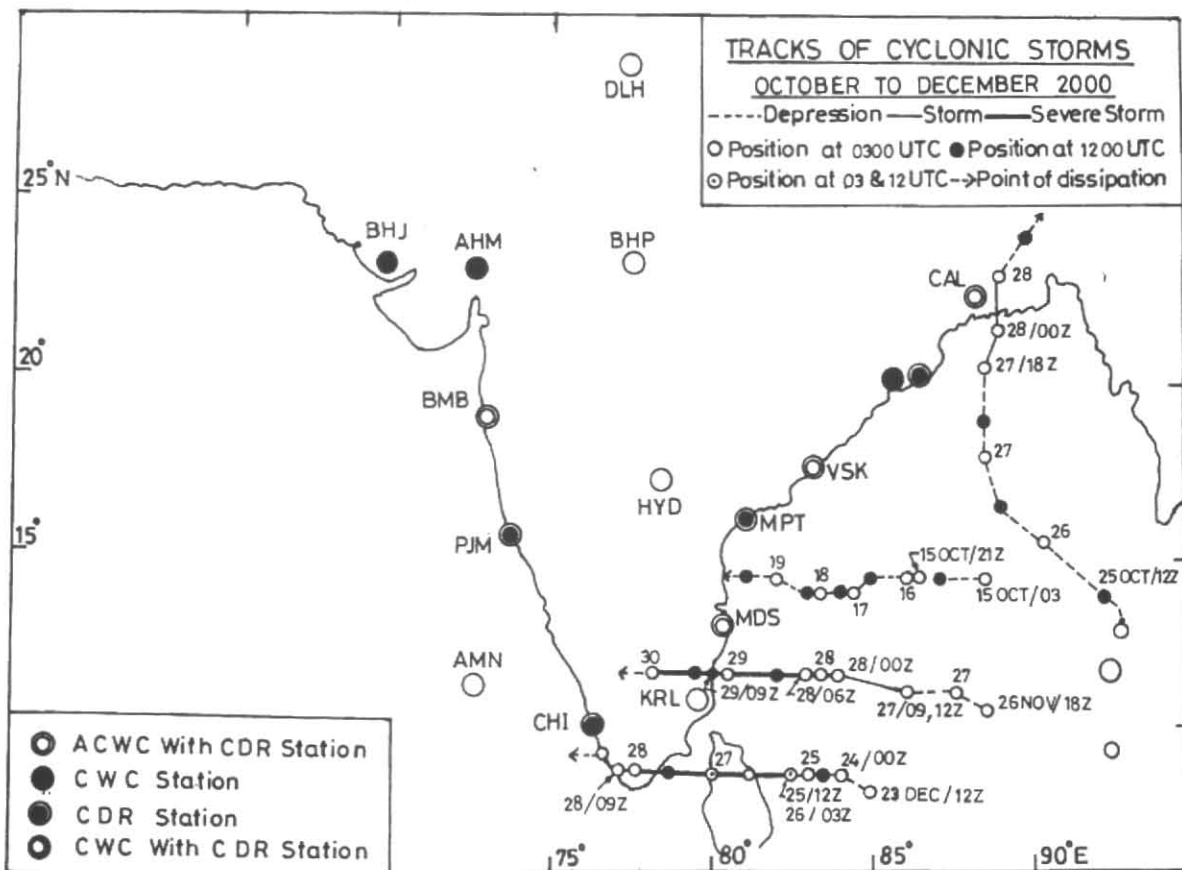 TRACKS OF CYCLONIC STORMS
OCTOBER TO DECEMBER 2000
Depression Storm Severe Storm
Position at 0300 UTC Position at 1200 UTC
Position at 03 & 12 UTC Point of dissipation
DLH
25° N
BHJ
AHM
BHP
CAL
28
28/00Z
20°
27/18Z
BMB
27
VSK
HYD
MPT
15°
PJM
26
15 OCT/21Z
19
18
17
16
15 OCT/03
25 OCT/12Z
MDS
AMN
30
29
28
28/00Z
27
KRL
29/09Z
28/06Z
27/09,12Z
26 NOV/18Z
CHI
28
27
25
24/00Z
28/09Z
25/12Z
26/03Z
23 DEC/12Z
ACWC With CDR Station
CWC Station
CDR Station
CWC With CDR Station
75°
80°
85°
90°E